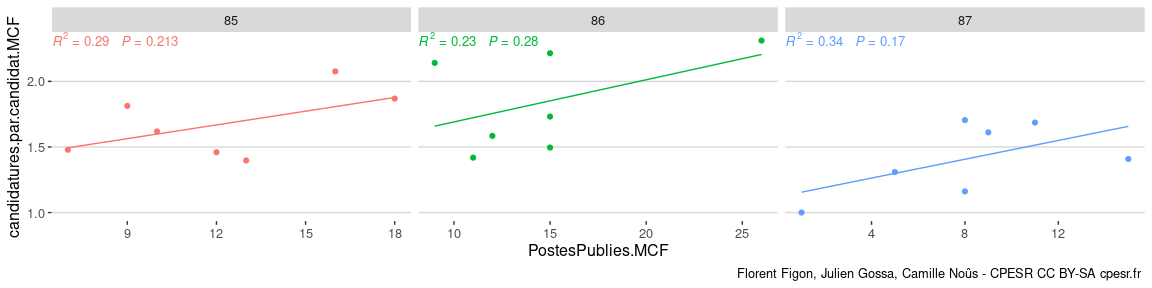 85 86 87
R² = 0.29 P = 0.213 R² = 0.23 P = 0.28 R² = 0.34 P = 0.17
candidatures.par.candidat.MCF
2.0
1.5
1.0
9 12 15 18 10 15 20 25 4 8 12
PostesPublies.MCF
Florent Figon, Julien Gossa, Camille Noûs - CPESR CC BY-SA cpesr.fr